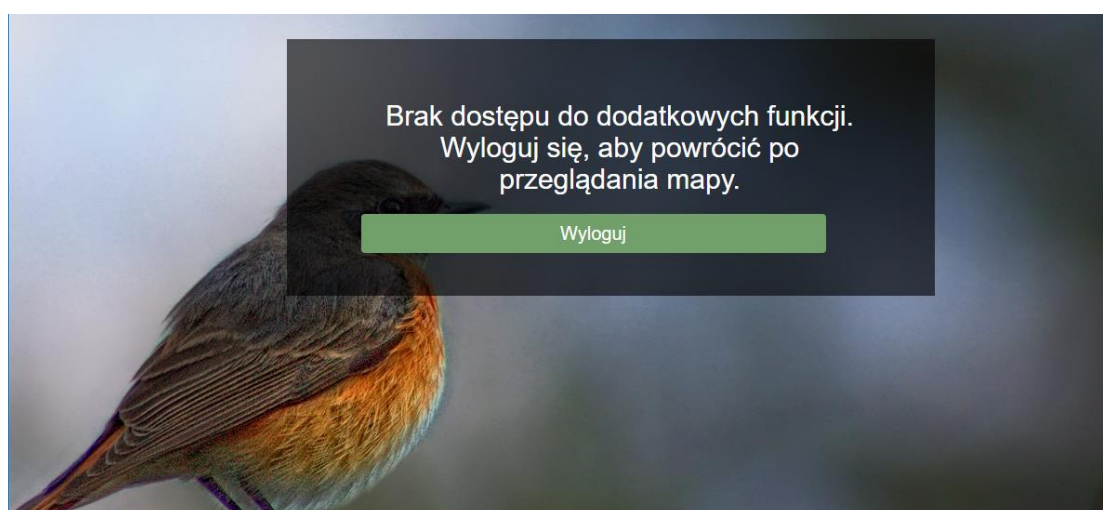 Brak dostępu do dodatkowych funkcji.
Wyloguj się, aby powrócić po
przeglądania mapy.
Wyloguj